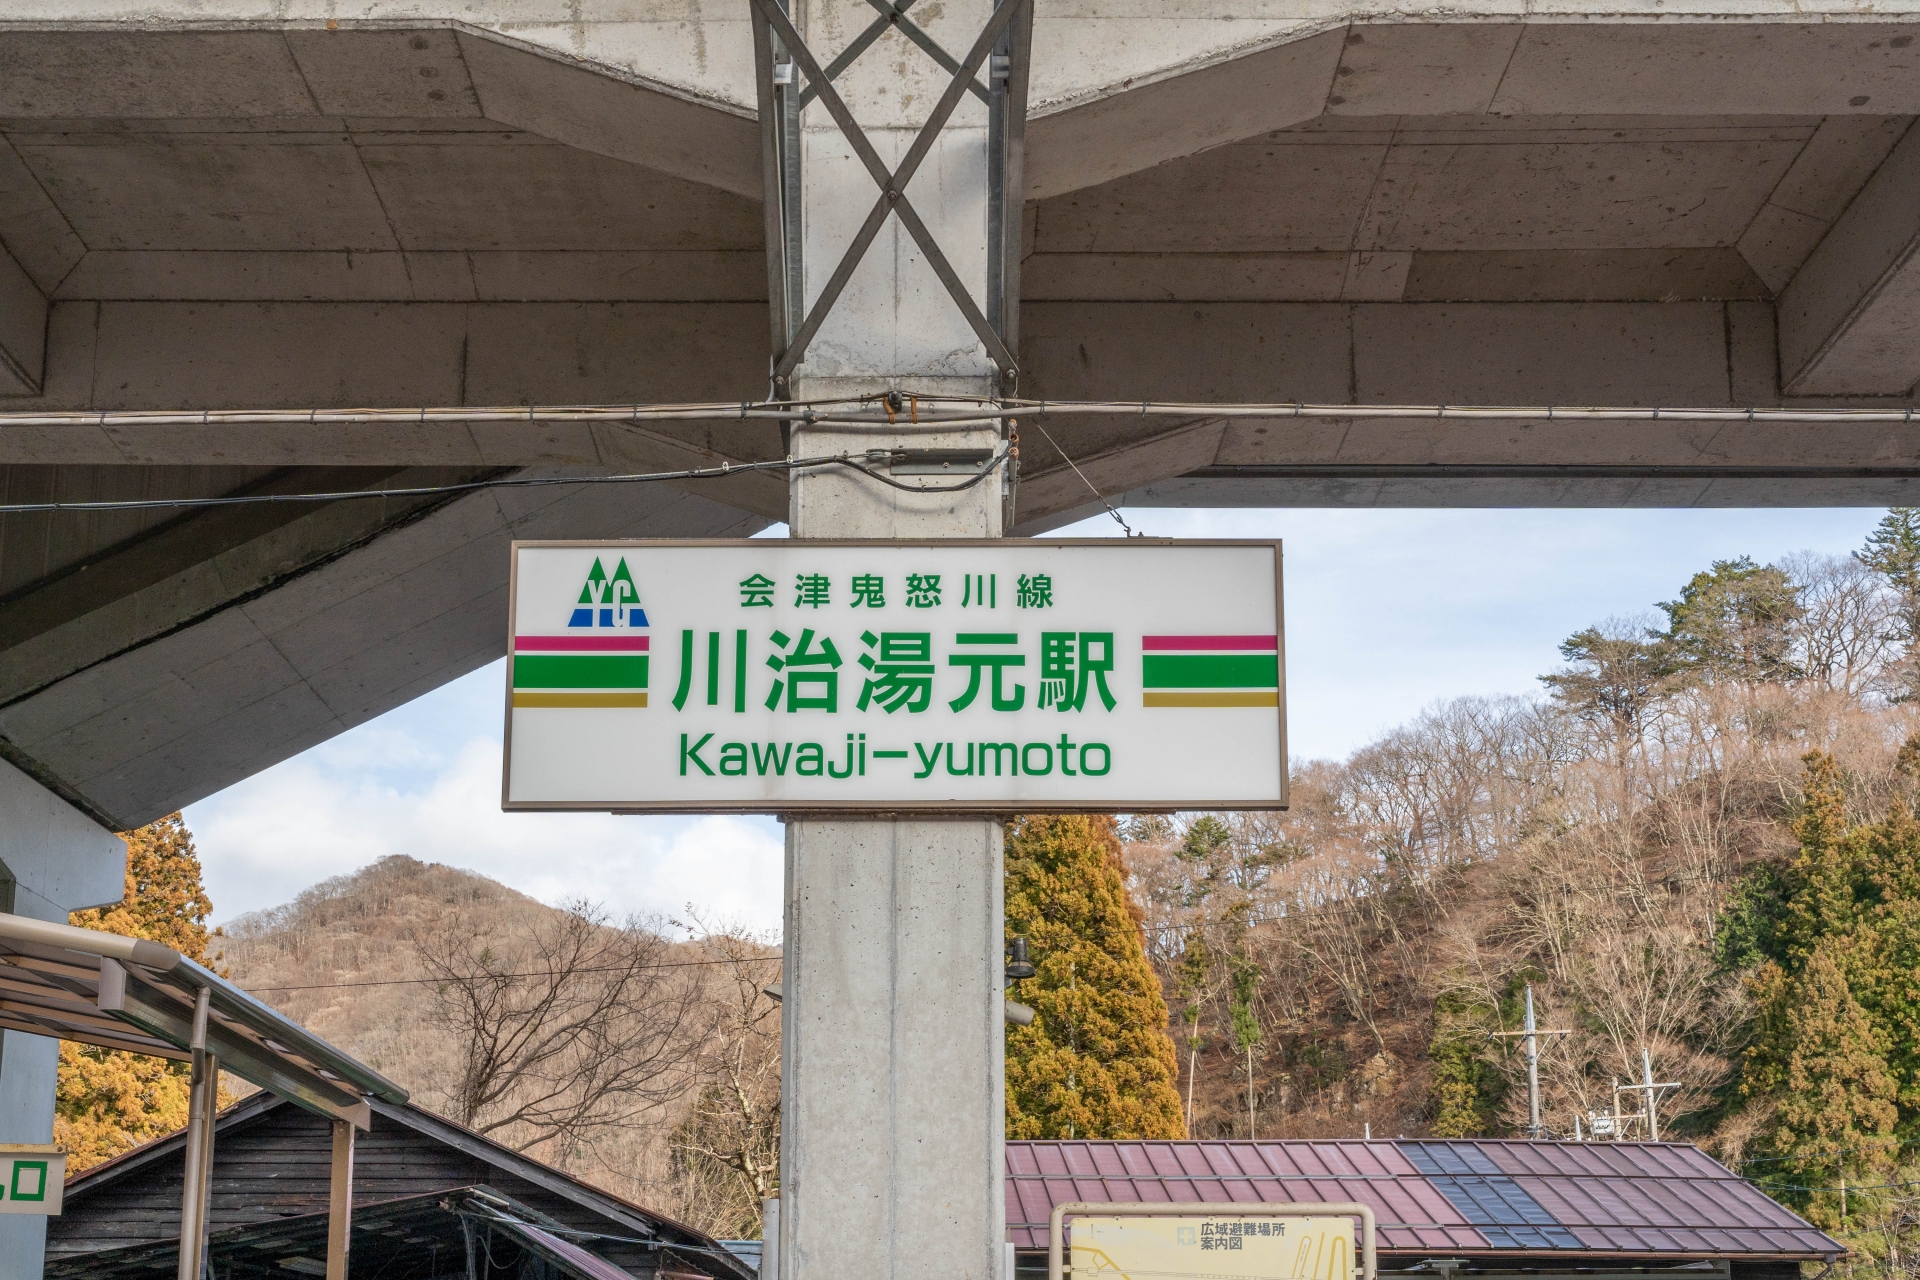 YG
会津鬼怒川線
川治湯元駅
Kawaji-yumoto
口
広域避難場所
案内図